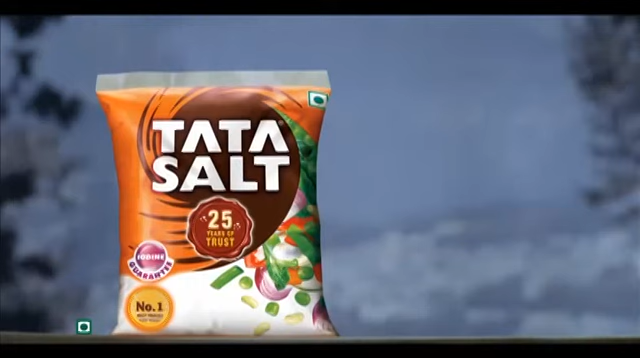 TATA
SALT
25
YEARS OF
TRUST
IODINE
GUARANTEE
No.1